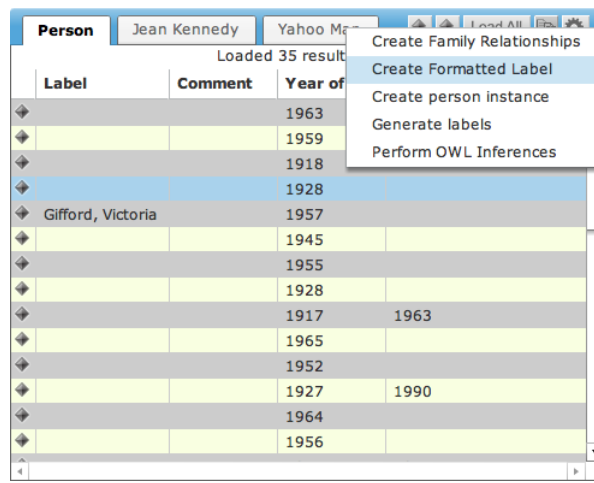 Person Jean Kennedy Yahoo Load All
Create Family Relationships
Loaded 35
Create Formatted Label
Label Comment Year of
Create person instance
1963
Generate labels
1959
Perform OWL Inferences
1918
1928
Gifford, Victoria 1957
1945
1955
1928
1917 1963
1965
1952
1927 1990
1964
1956